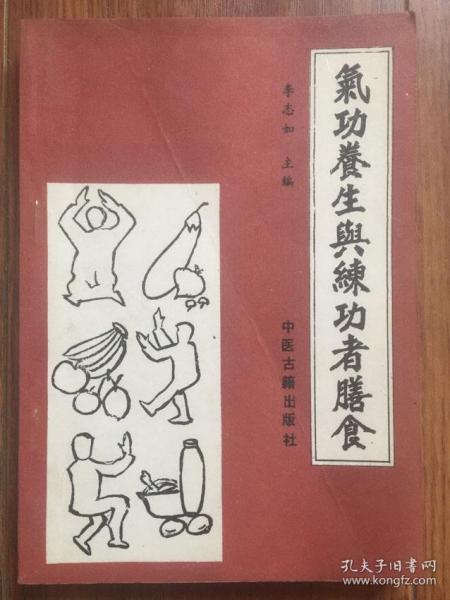 氣功養生與練功者膳食
李志如 主编
中医古籍出版社
孔夫子旧书网
www.kongfz.com